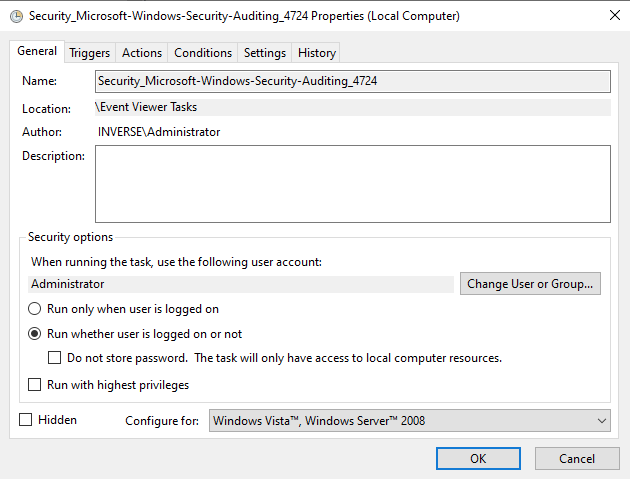 Security_Microsoft-Windows-Security-Auditing_4724 Properties (Local Computer)
General Triggers Actions Conditions Settings History
Name: Security_Microsoft-Windows-Security-Auditing_4724
Location: \Event Viewer Tasks
Author: INVERSE\Administrator
Description:
Security options
When running the task, use the following user account:
Administrator Change User or Group...
Run only when user is logged on
Run whether user is logged on or not
Do not store password. The task will only have access to local computer resources.
Run with highest privileges
Hidden Configure for: Windows Vista™, Windows Server™ 2008
OK Cancel